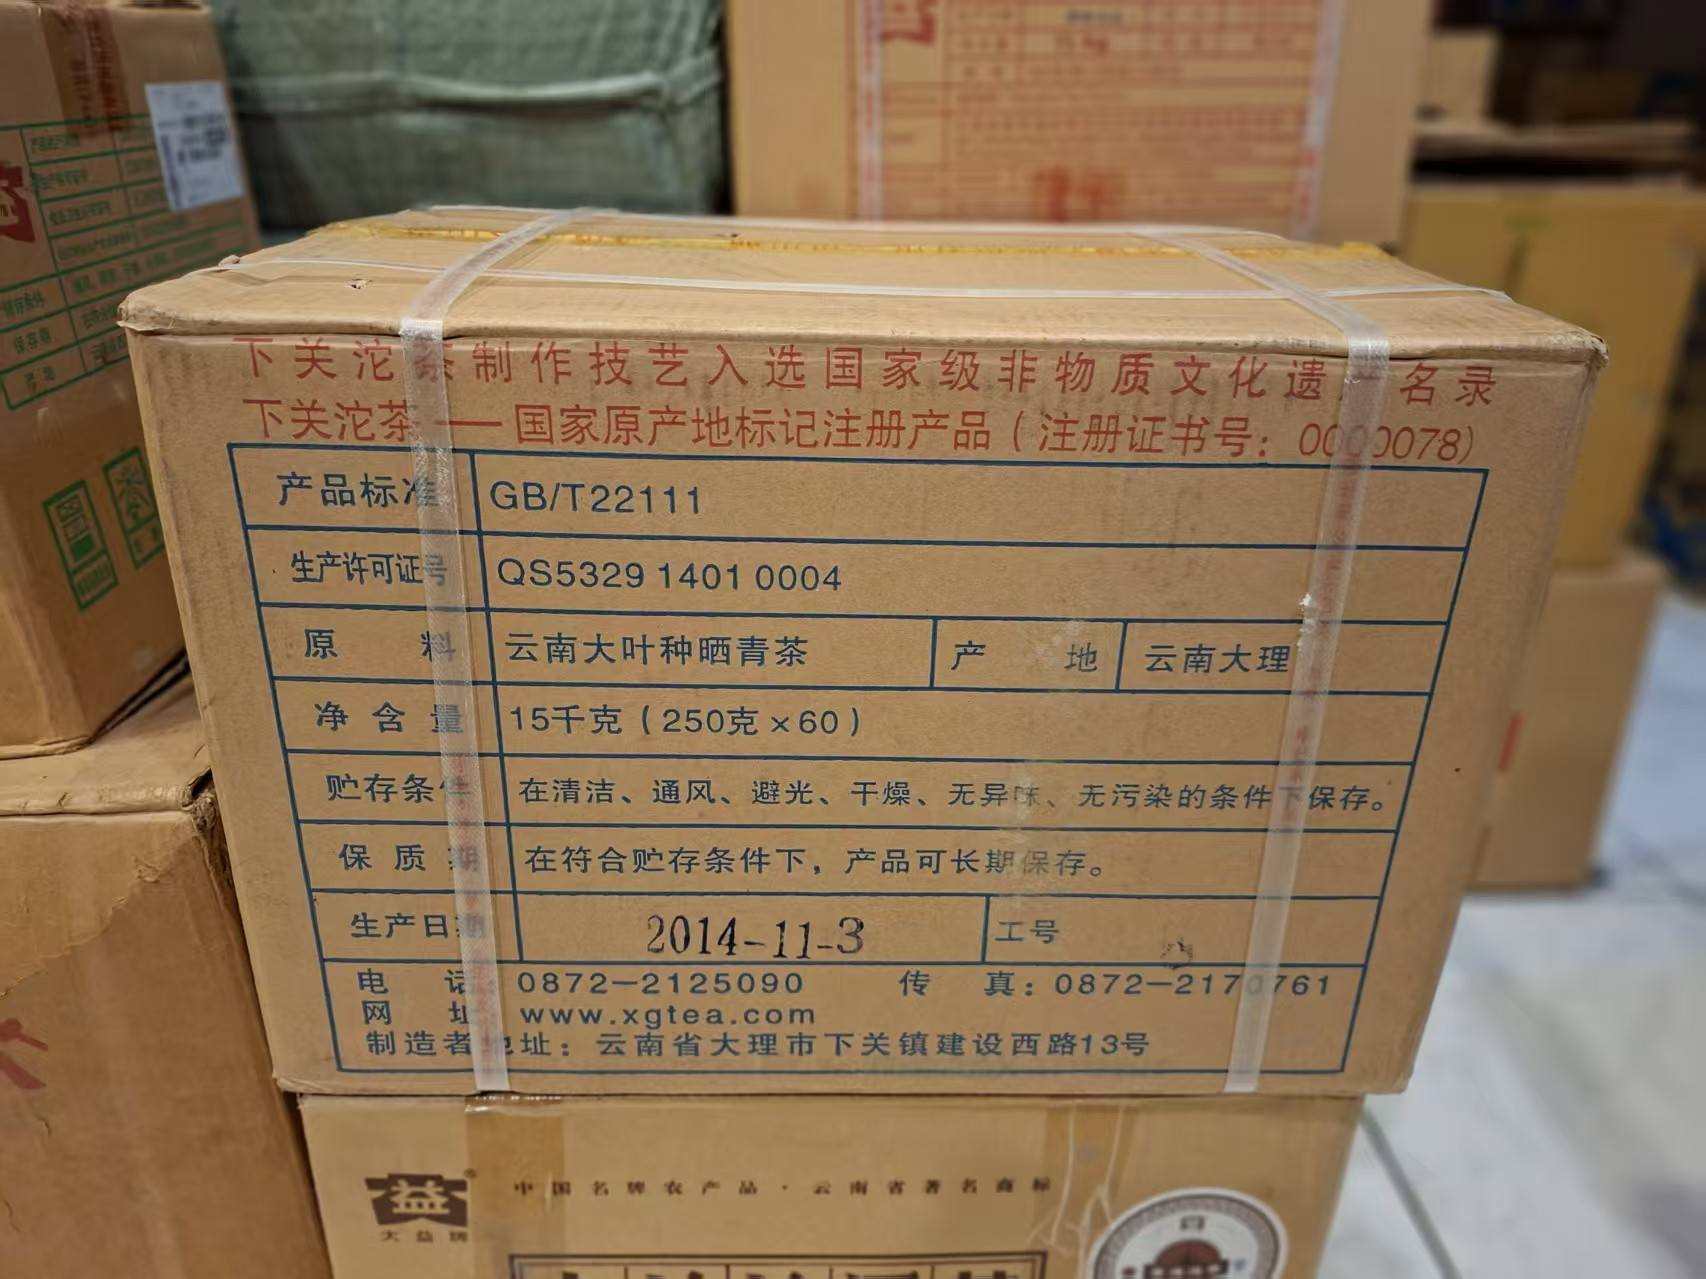 下关沱茶制作技艺入选国家级非物质文化遗 名录
下关沱茶——国家原产地标记注册产品(注册证书号:0000078)
产品标准 GB/T22111
生产许可证号 QS5329 1401 0004
原 料 云南大叶种晒青茶 产 地 云南大理
净含量 15千克(250克×60)
贮存条件 在清洁、通风、避光、干燥、无异味、无污染的条件下保存。
保质期 在符合贮存条件下,产品可长期保存。
生产日期 2014-11-3 工号
电 话:0872-2125090 传 真:0872-2170761
网 址 www.xgtea.com
制造者地址:云南省大理市下关镇建设西路13号
益
大益牌
中国名牌农产品·云南省著名商标
贮存条件
保存期
产地